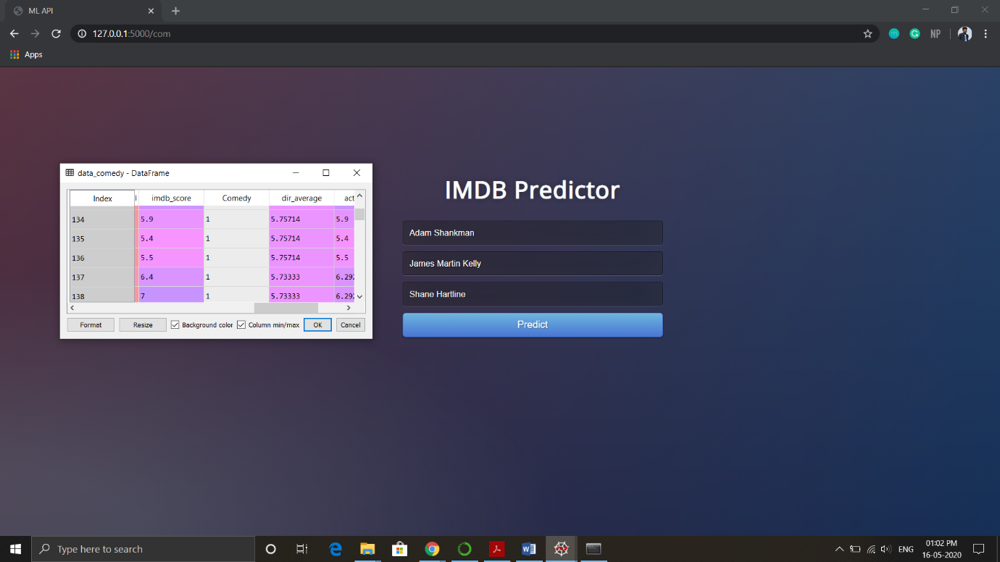 ML API
127.0.0.1:5000/com
NP
Apps
data_comedy - DataFrame
Index imdb_score Comedy dir_average act
134 5.9 1 5.75714 5.9
135 5.4 1 5.75714 5.4
136 5.5 1 5.75714 5.5
137 6.4 1 5.73333 6.292
138 7 1 5.73333 6.292
Format Resize Background color Column min/max OK Cancel
IMDB Predictor
Adam Shankman
James Martin Kelly
Shane Hartline
Predict
Type here to search
ENG
01:02 PM
16-05-2020